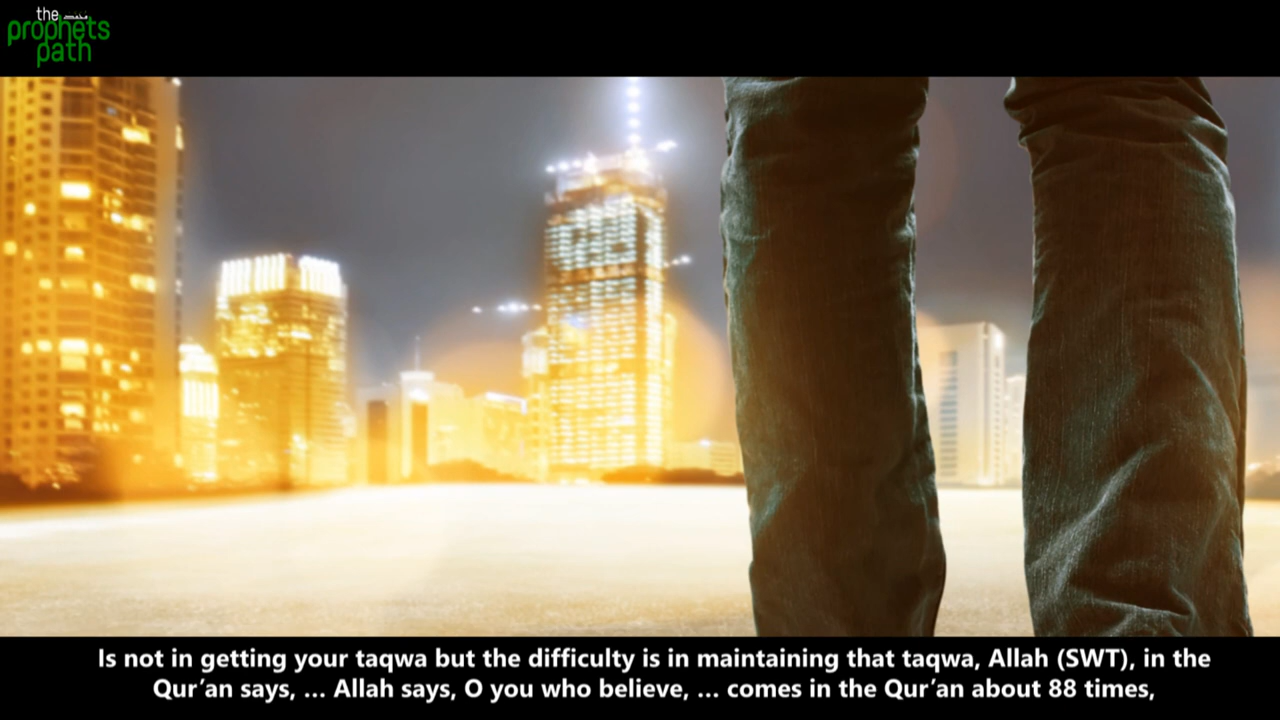 the
prophets
path
Is not in getting your taqwa but the difficulty is in maintaining that taqwa, Allah (SWT), in the
Qur’an says, ... Allah says, O you who believe, ... comes in the Qur’an about 88 times,